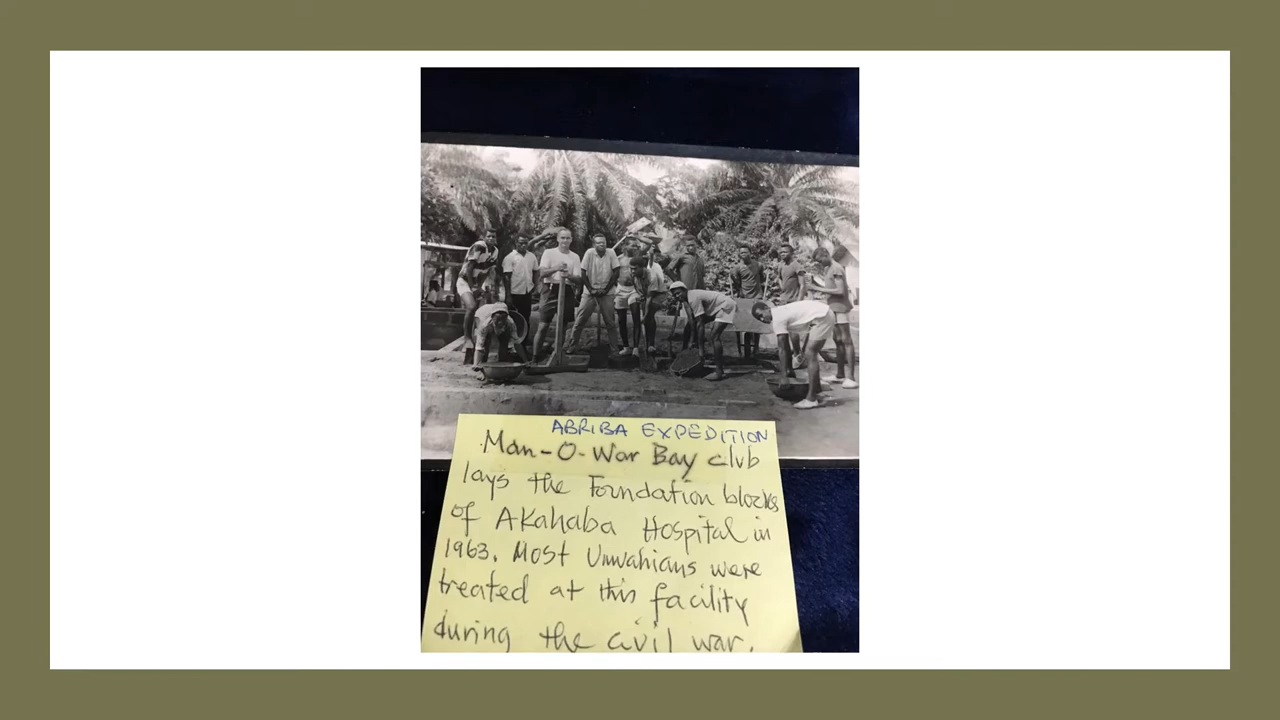 ABRIBA EXPEDITION
Man-O-War Bay club
lays the Foundation blocks
of Akahaba Hospital in
1963. Most Umuahians were
treated at this facility
during the civil war.